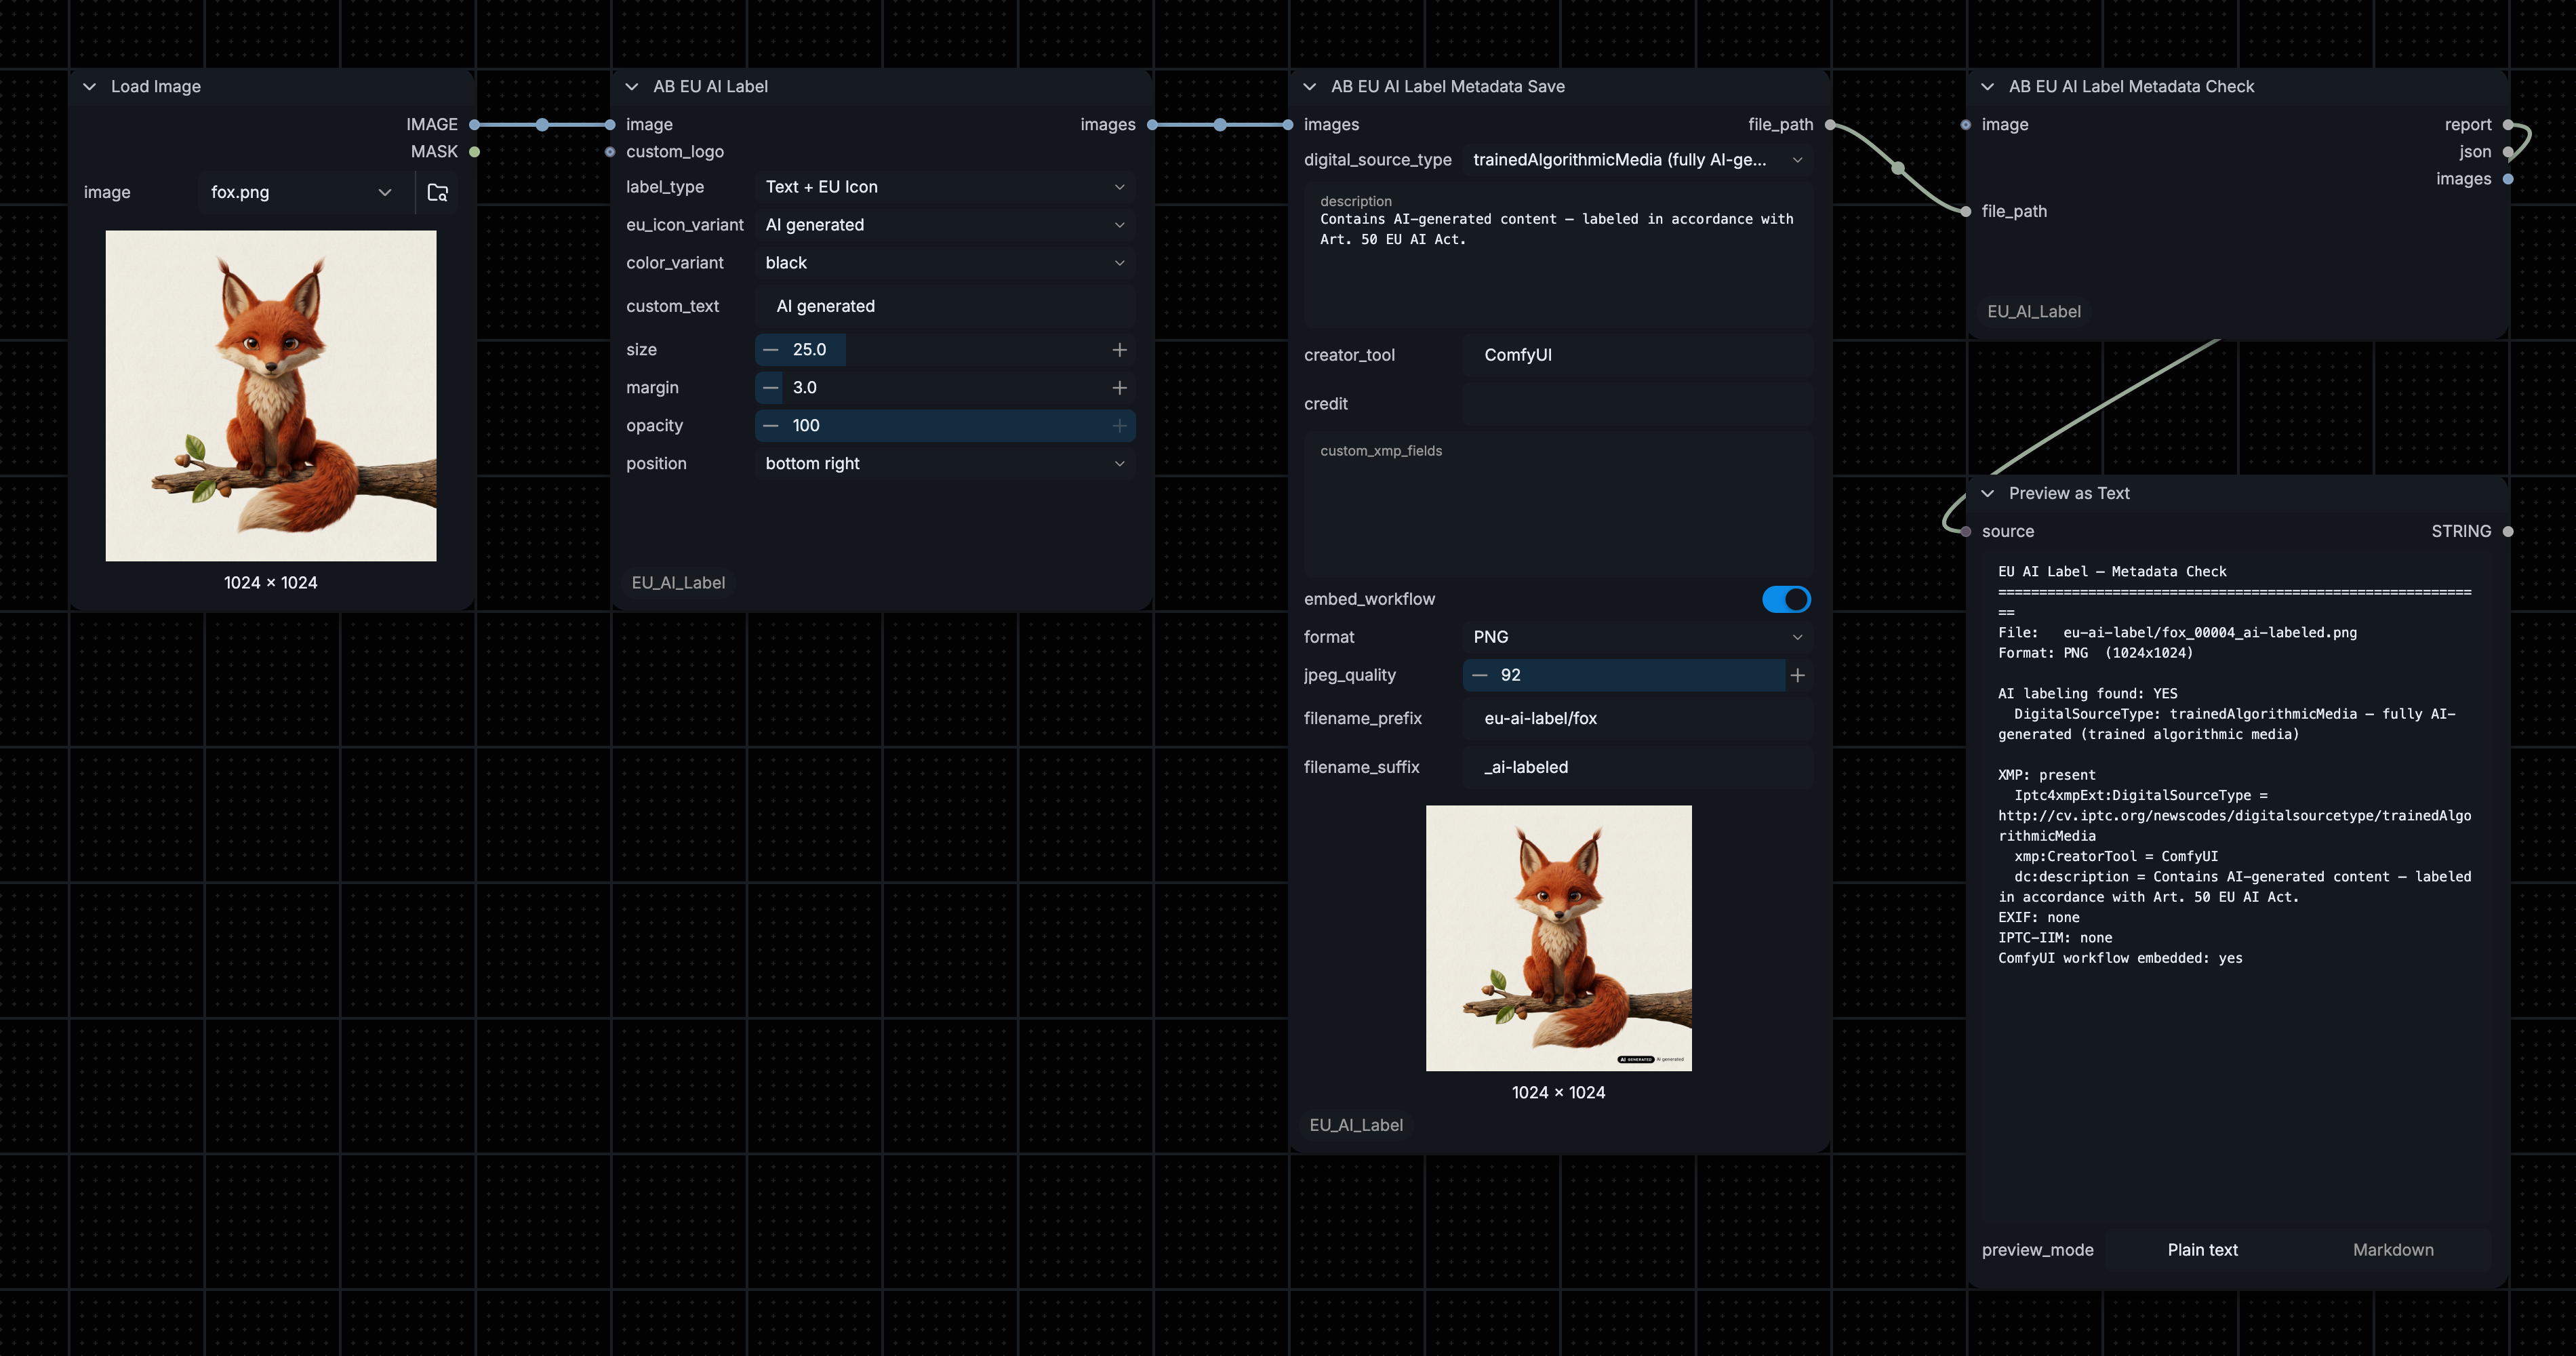 Load Image
IMAGE
MASK
image
fox.png
1024 × 1024
AB EU AI Label
image
images
custom_logo
label_type
Text + EU Icon
eu_icon_variant
AI generated
color_variant
black
custom_text
AI generated
size
25.0
margin
3.0
opacity
100
position
bottom right
EU_AI_Label
AB EU AI Label Metadata Save
images
file_path
digital_source_type
trainedAlgorithmicMedia (fully AI-ge...
description
Contains AI-generated content – labeled in accordance with
Art. 50 EU AI Act.
creator_tool
ComfyUI
credit
custom_xmp_fields
embed_workflow
format
PNG
jpeg_quality
92
filename_prefix
eu-ai-label/fox
filename_suffix
_ai-labeled
AI GENERATED AI generated
1024 × 1024
EU_AI_Label
AB EU AI Label Metadata Check
image
report
json
images
file_path
EU_AI_Label
Preview as Text
source
STRING
EU AI Label – Metadata Check
==========================================================
==
File:   eu-ai-label/fox_00004_ai-labeled.png
Format: PNG  (1024x1024)
AI labeling found: YES
DigitalSourceType: trainedAlgorithmicMedia – fully AI-
generated (trained algorithmic media)
XMP: present
Iptc4xmpExt:DigitalSourceType =
http://cv.iptc.org/newscodes/digitalsourcetype/trainedAlgo
rithmicMedia
xmp:CreatorTool = ComfyUI
dc:description = Contains AI-generated content – labeled
in accordance with Art. 50 EU AI Act.
EXIF: none
IPTC-IIM: none
ComfyUI workflow embedded: yes
preview_mode
Plain text
Markdown